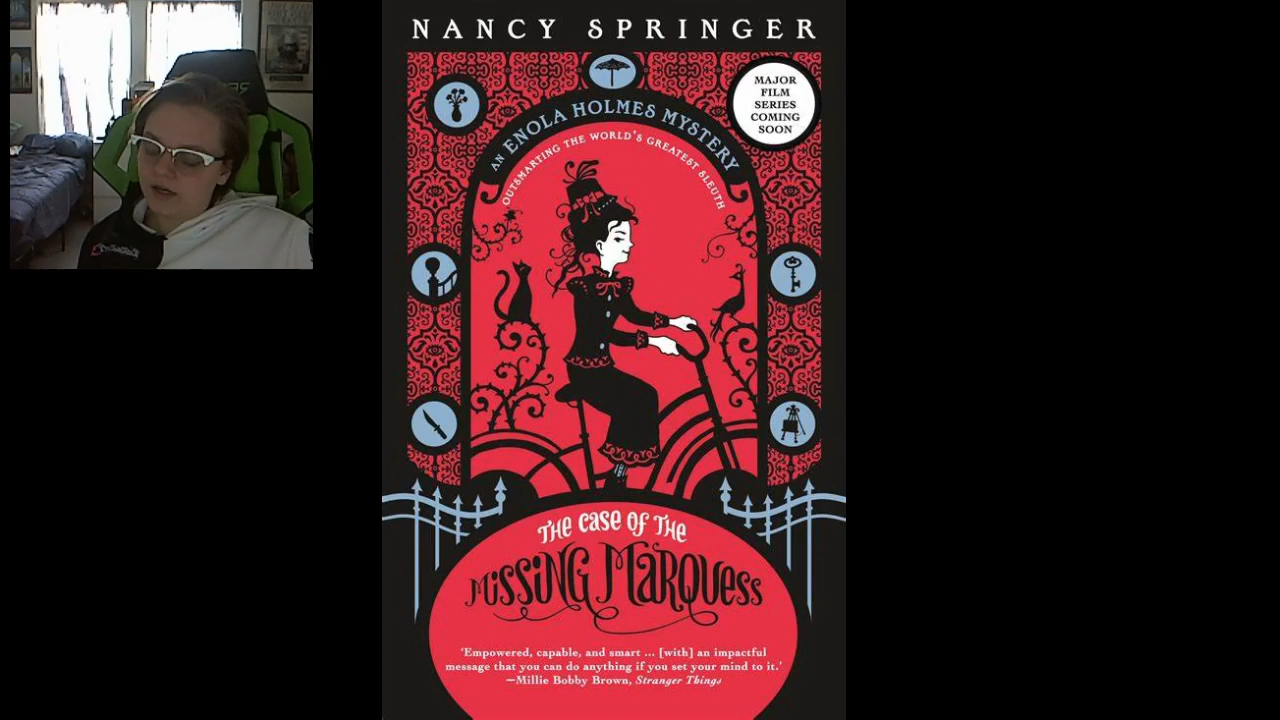 NANCY SPRINGER
MAJOR
FILM
SERIES
COMING
SOON
AN ENOLA HOLMES MYSTERY
OUTSMARTING THE WORLD'S GREATEST SLEUTH
THE CASE OF THE
MISSING MARQUESS
'Empowered, capable, and smart ... [with] an impactful
message that you can do anything if you set your mind to it.'
—Millie Bobby Brown, Stranger Things